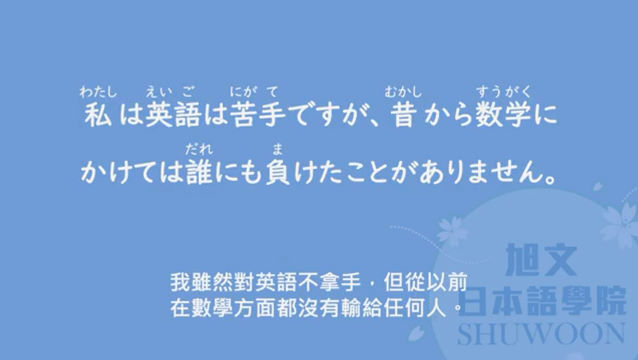 わたし えいご にがて むかし すうがく
私は英語は苦手ですが、昔から数学に
だれ ま
かけては誰にも負けたことがありません。
我雖然對英語不拿手，但從以前
在數學方面都沒有輸給任何人。
旭文
日本語學院
SHUWOON